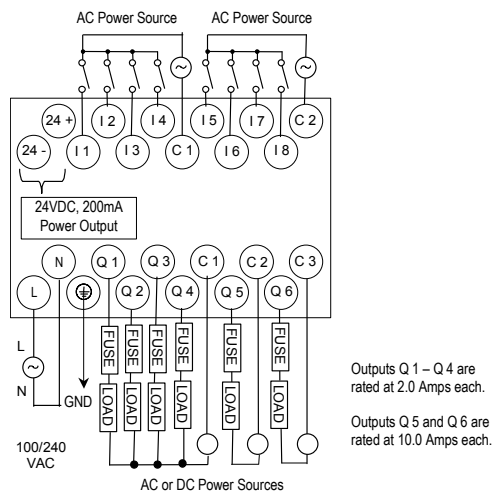 AC Power Source
AC Power Source
24 +
I 2
I 4
I 5
I 7
C 2
24 -
I 1
I 3
C 1
I 6
I 8
24VDC, 200mA
Power Output
N
Q 1
Q 3
C 1
C 2
C 3
L
Q 2
Q 4
Q 5
Q 6
L
N
GND
FUSE
FUSE
FUSE
FUSE
FUSE
FUSE
LOAD
LOAD
LOAD
LOAD
LOAD
LOAD
100/240
VAC
AC or DC Power Sources
Outputs Q 1 – Q 4 are
rated at 2.0 Amps each.
Outputs Q 5 and Q 6 are
rated at 10.0 Amps each.